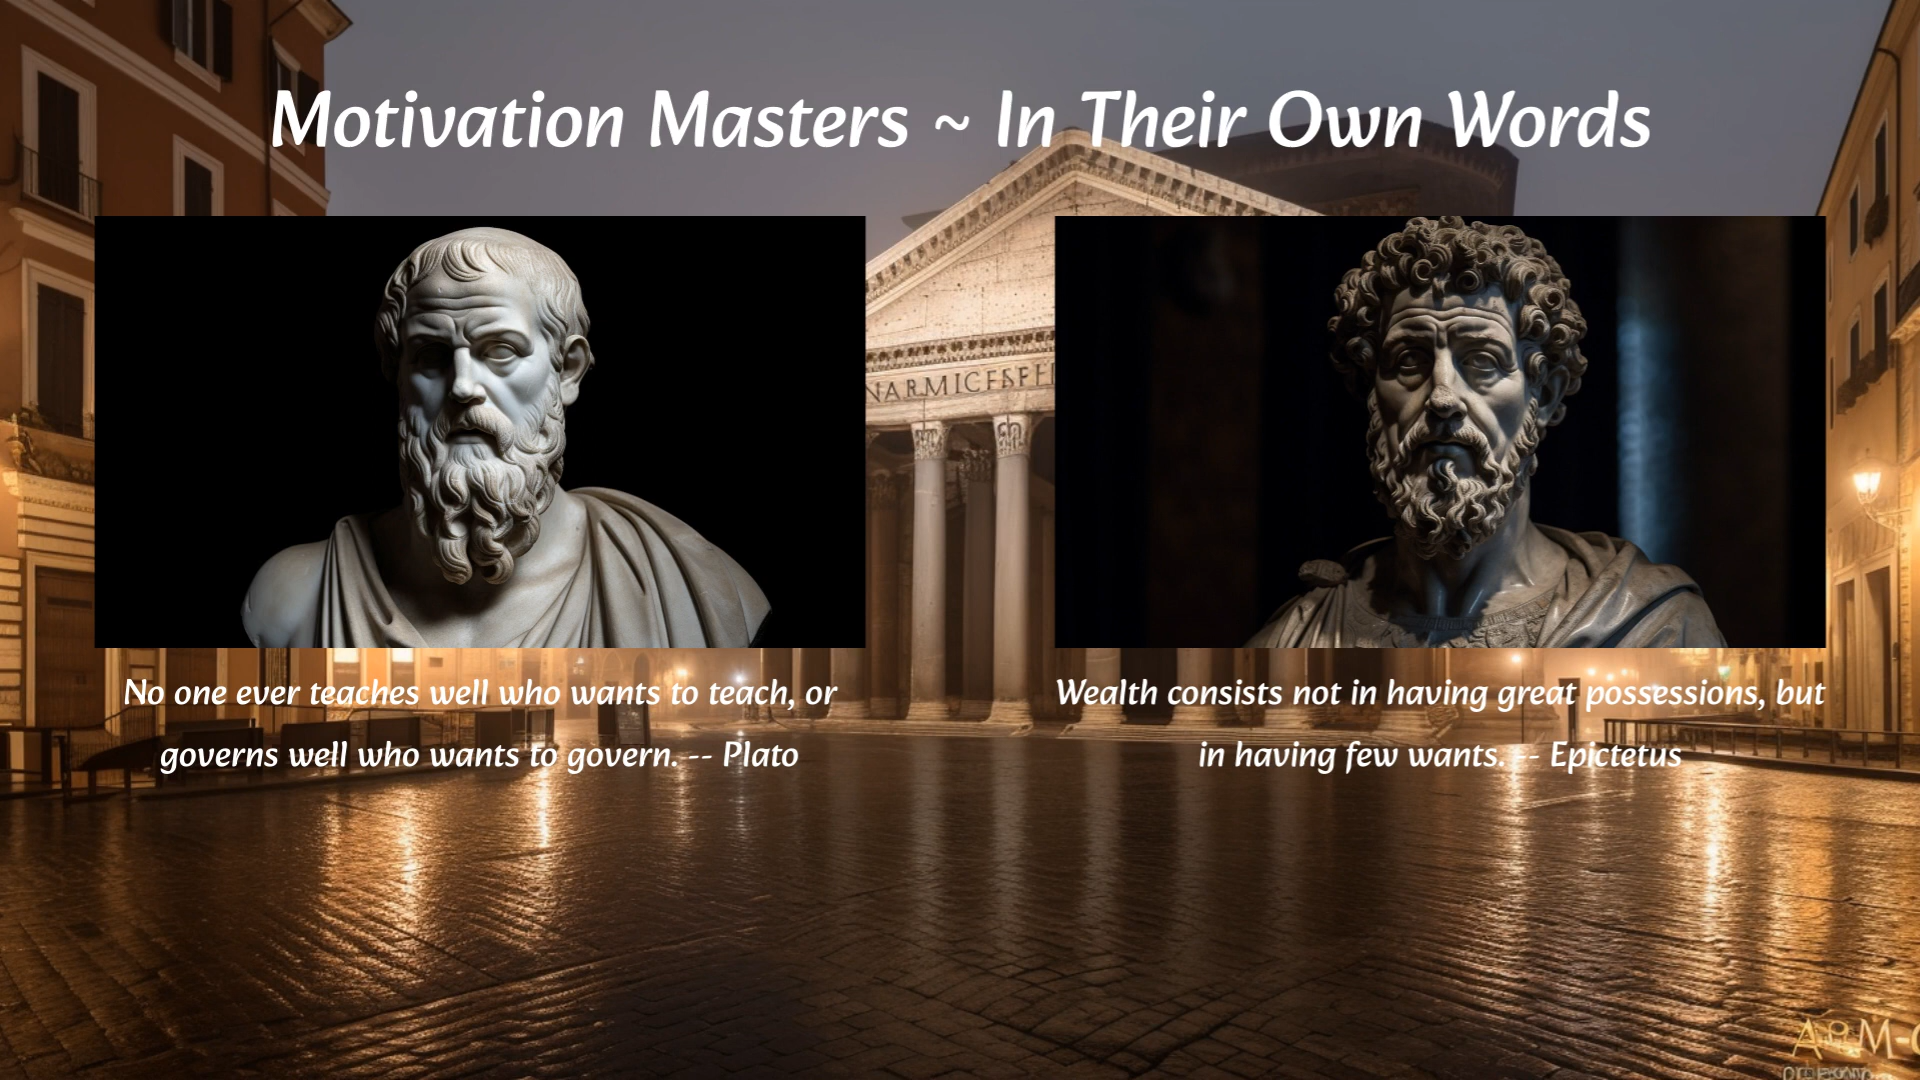 Motivation Masters ~ In Their Own Words
NARMICFSFFI
No one ever teaches well who wants to teach, or
governs well who wants to govern. -- Plato
Wealth consists not in having great possessions, but
in having few wants. -- Epictetus